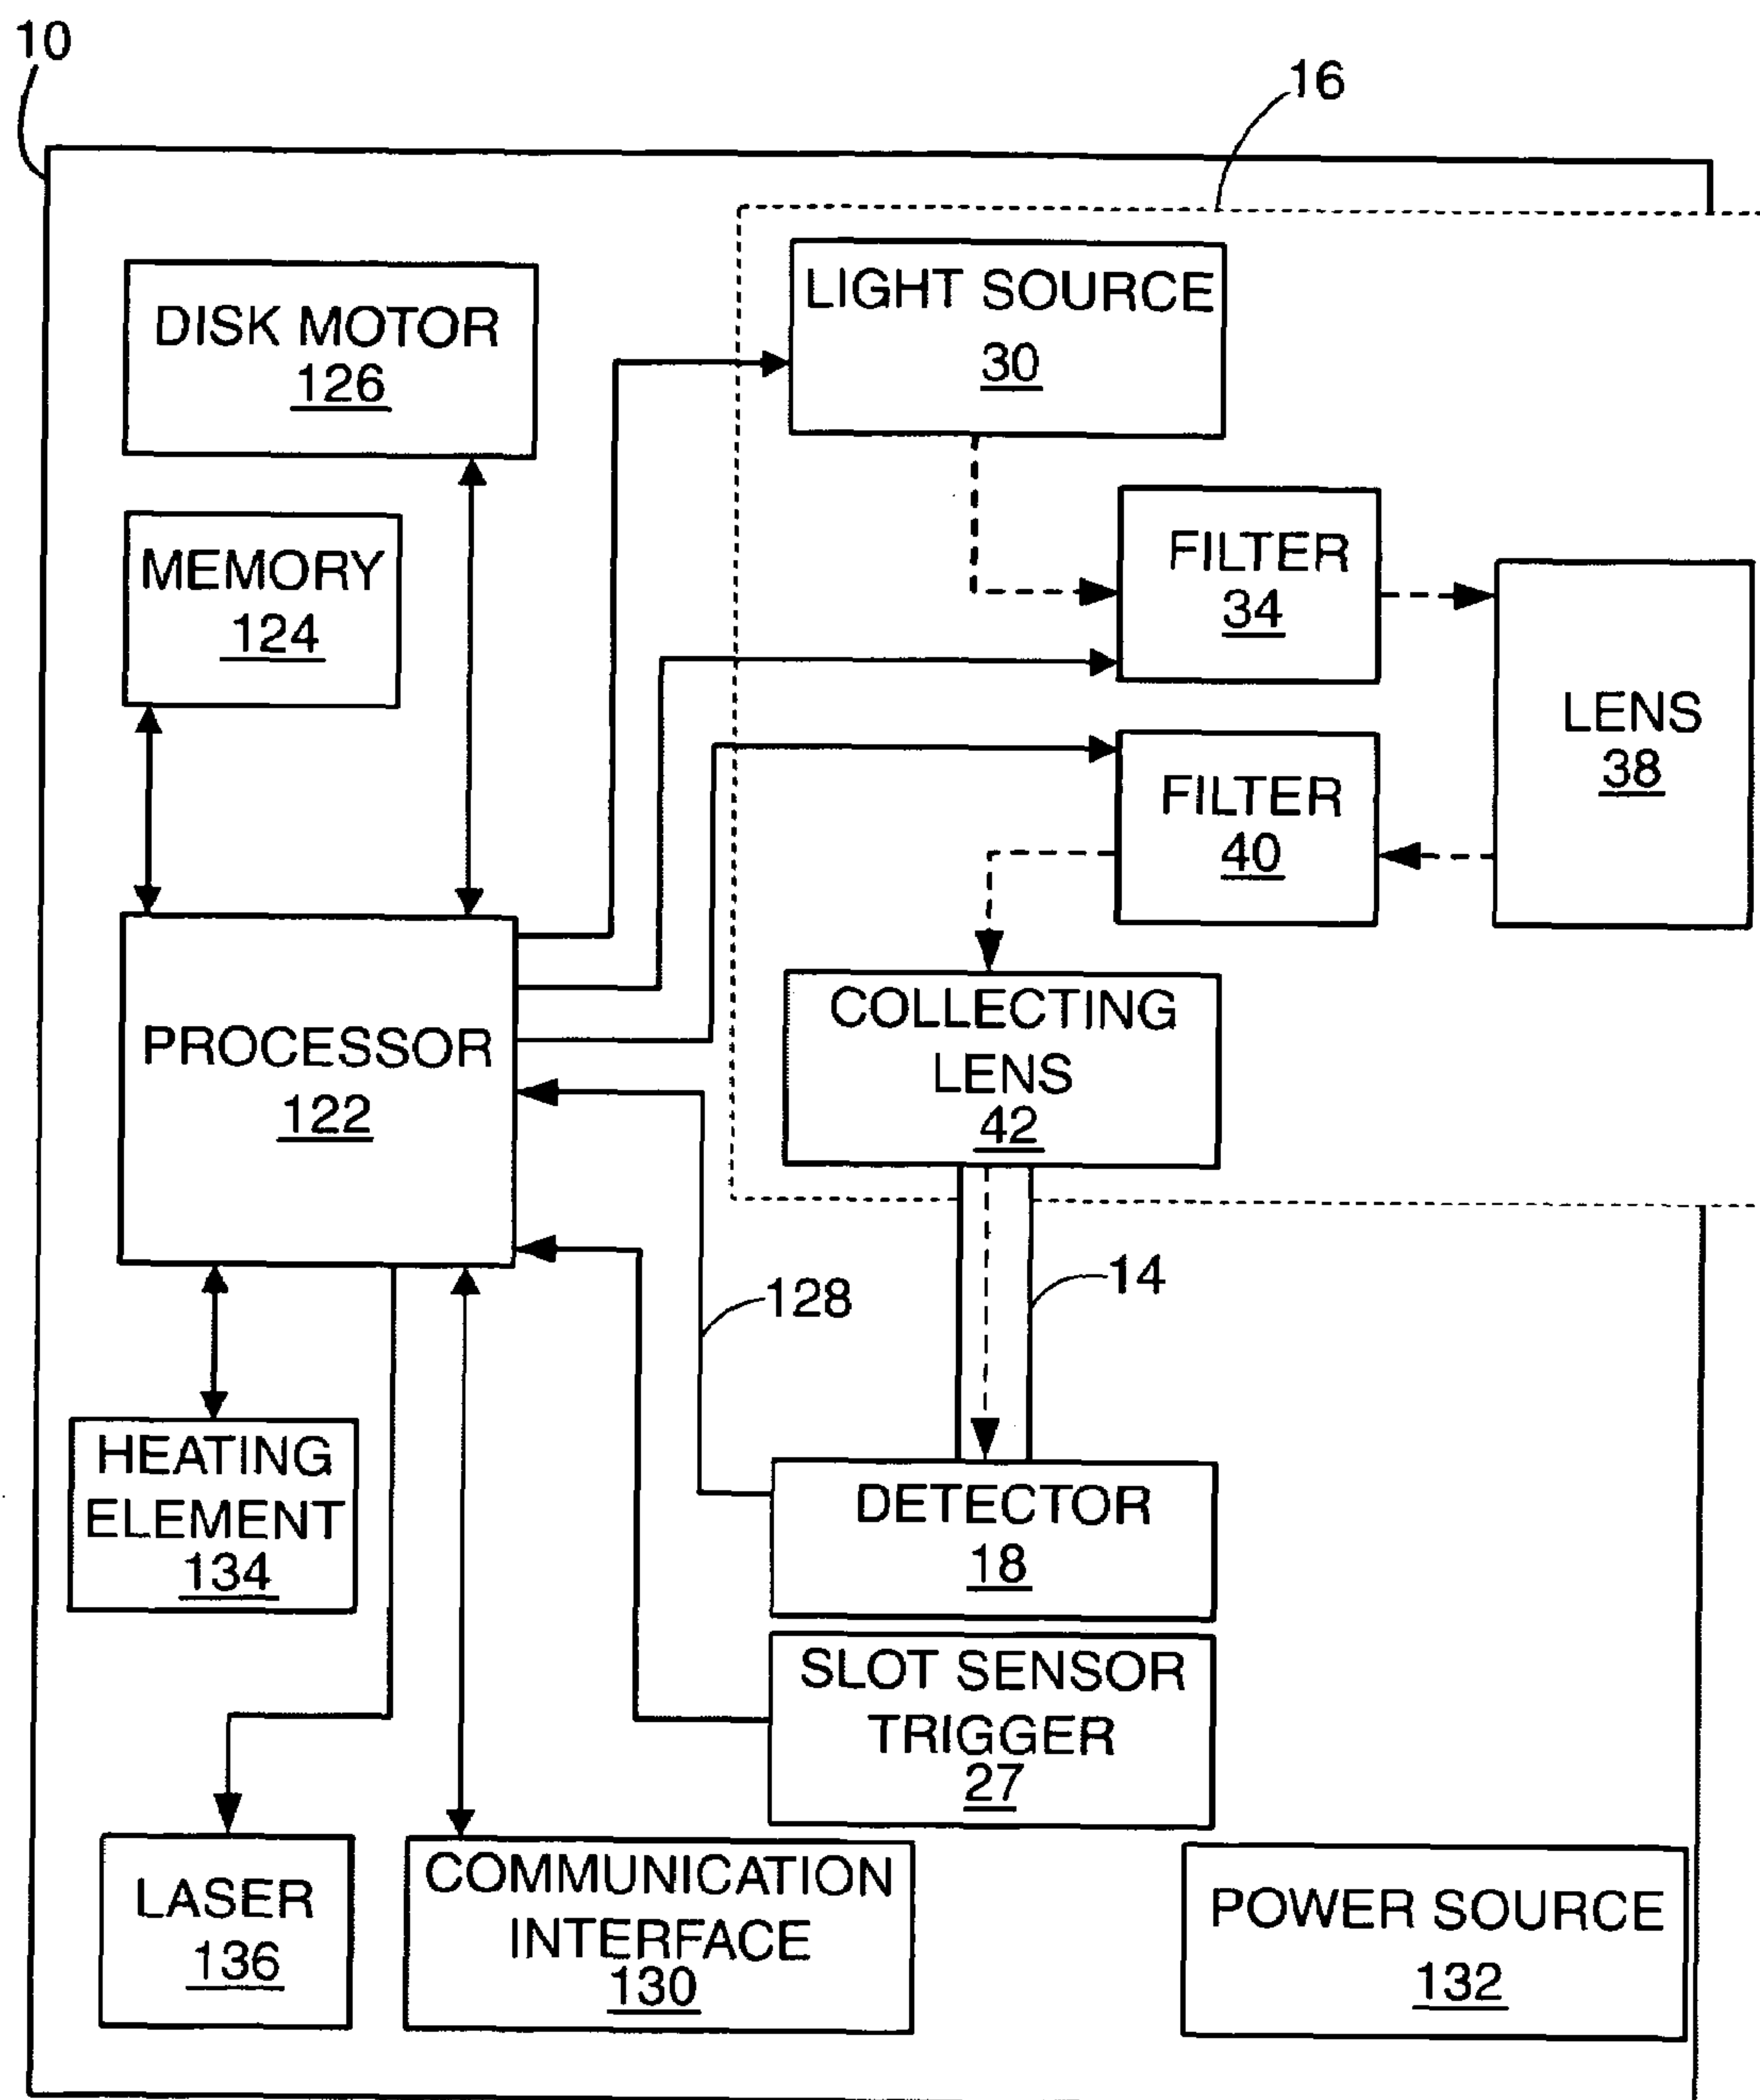 10
16
LIGHT SOURCE
30
DISK MOTOR
126
FILTER
34
MEMORY
124
LENS
38
FILTER
40
COLLECTING
LENS
42
PROCESSOR
122
14
128
HEATING
ELEMENT
134
DETECTOR
18
SLOT SENSOR
TRIGGER
27
LASER
136
COMMUNICATION
INTERFACE
130
POWER SOURCE
132